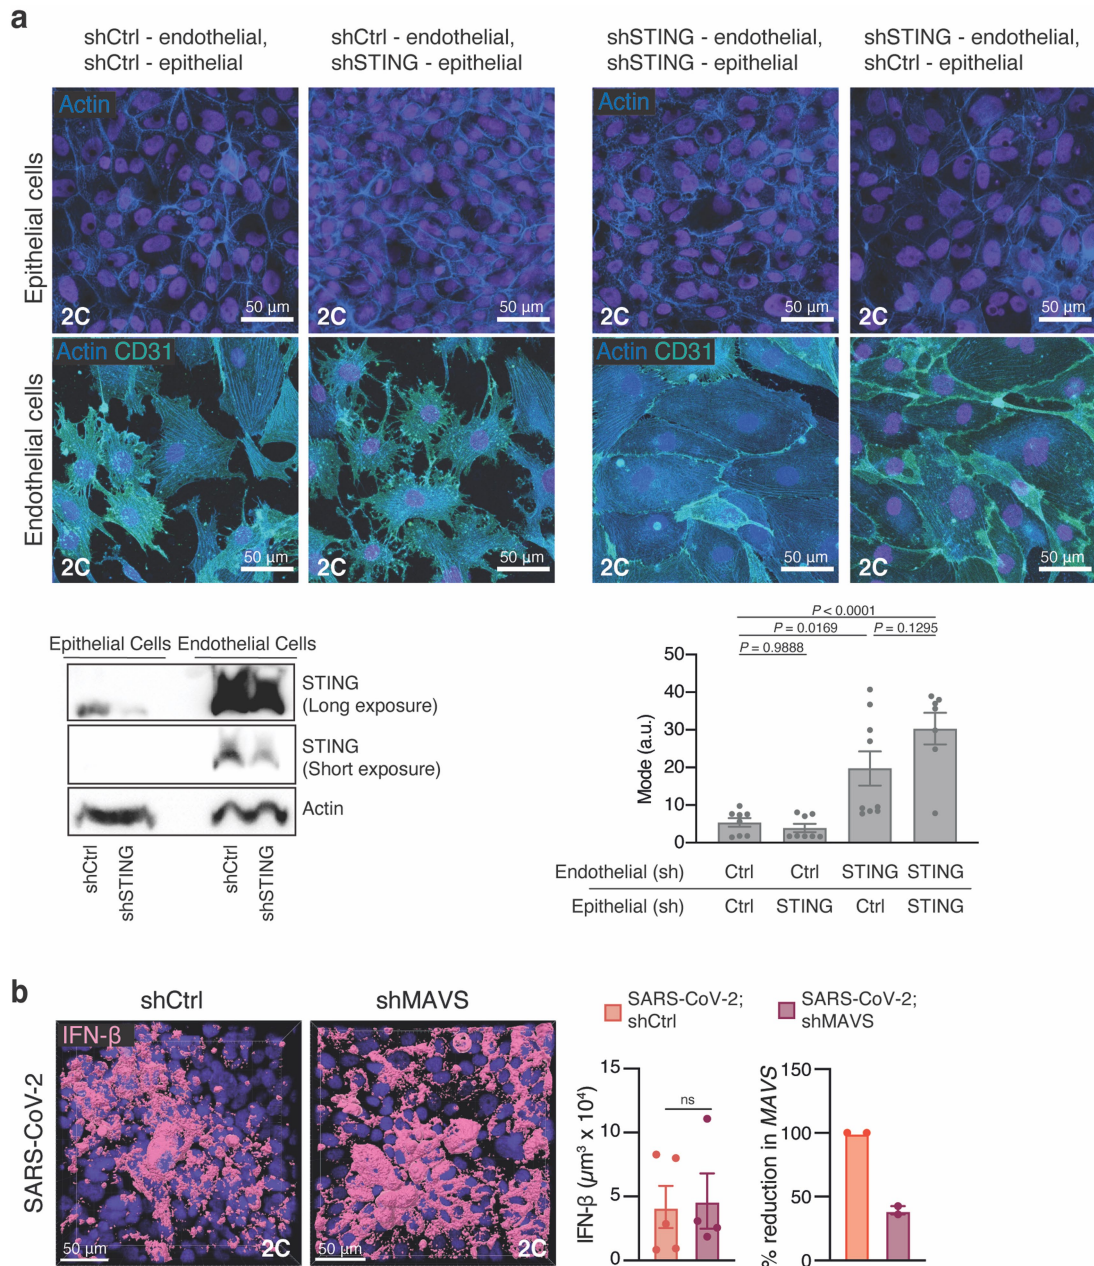 a
shCtrl - endothelial,
shCtrl - epithelial
shCtrl - endothelial,
shSTING - epithelial
shSTING - endothelial,
shSTING - epithelial
shSTING - endothelial,
shCtrl - epithelial
Epithelial cells
Actin
2C
50 µm
2C
50 µm
Actin
2C
50 µm
2C
50 µm
Endothelial cells
Actin CD31
2C
50 µm
2C
50 µm
Actin CD31
2C
50 µm
2C
50 µm
Epithelial Cells
Endothelial Cells
STING
(Long exposure)
STING
(Short exposure)
Actin
shCtrl
shSTING
shCtrl
shSTING
P < 0.0001
P = 0.0169
P = 0.1295
P = 0.9888
Mode (a.u.)
50
40
30
20
10
0
Endothelial (sh) Ctrl Ctrl STING STING
Epithelial (sh) Ctrl STING Ctrl STING
b
SARS-CoV-2
shCtrl
shMAVS
IFN-β
50 µm
2C
50 µm
2C
SARS-CoV-2;
shCtrl
SARS-CoV-2;
shMAVS
IFN-β (µm³ x 10⁴)
15
10
5
0
ns
% reduction in MAVS
150
100
50
0